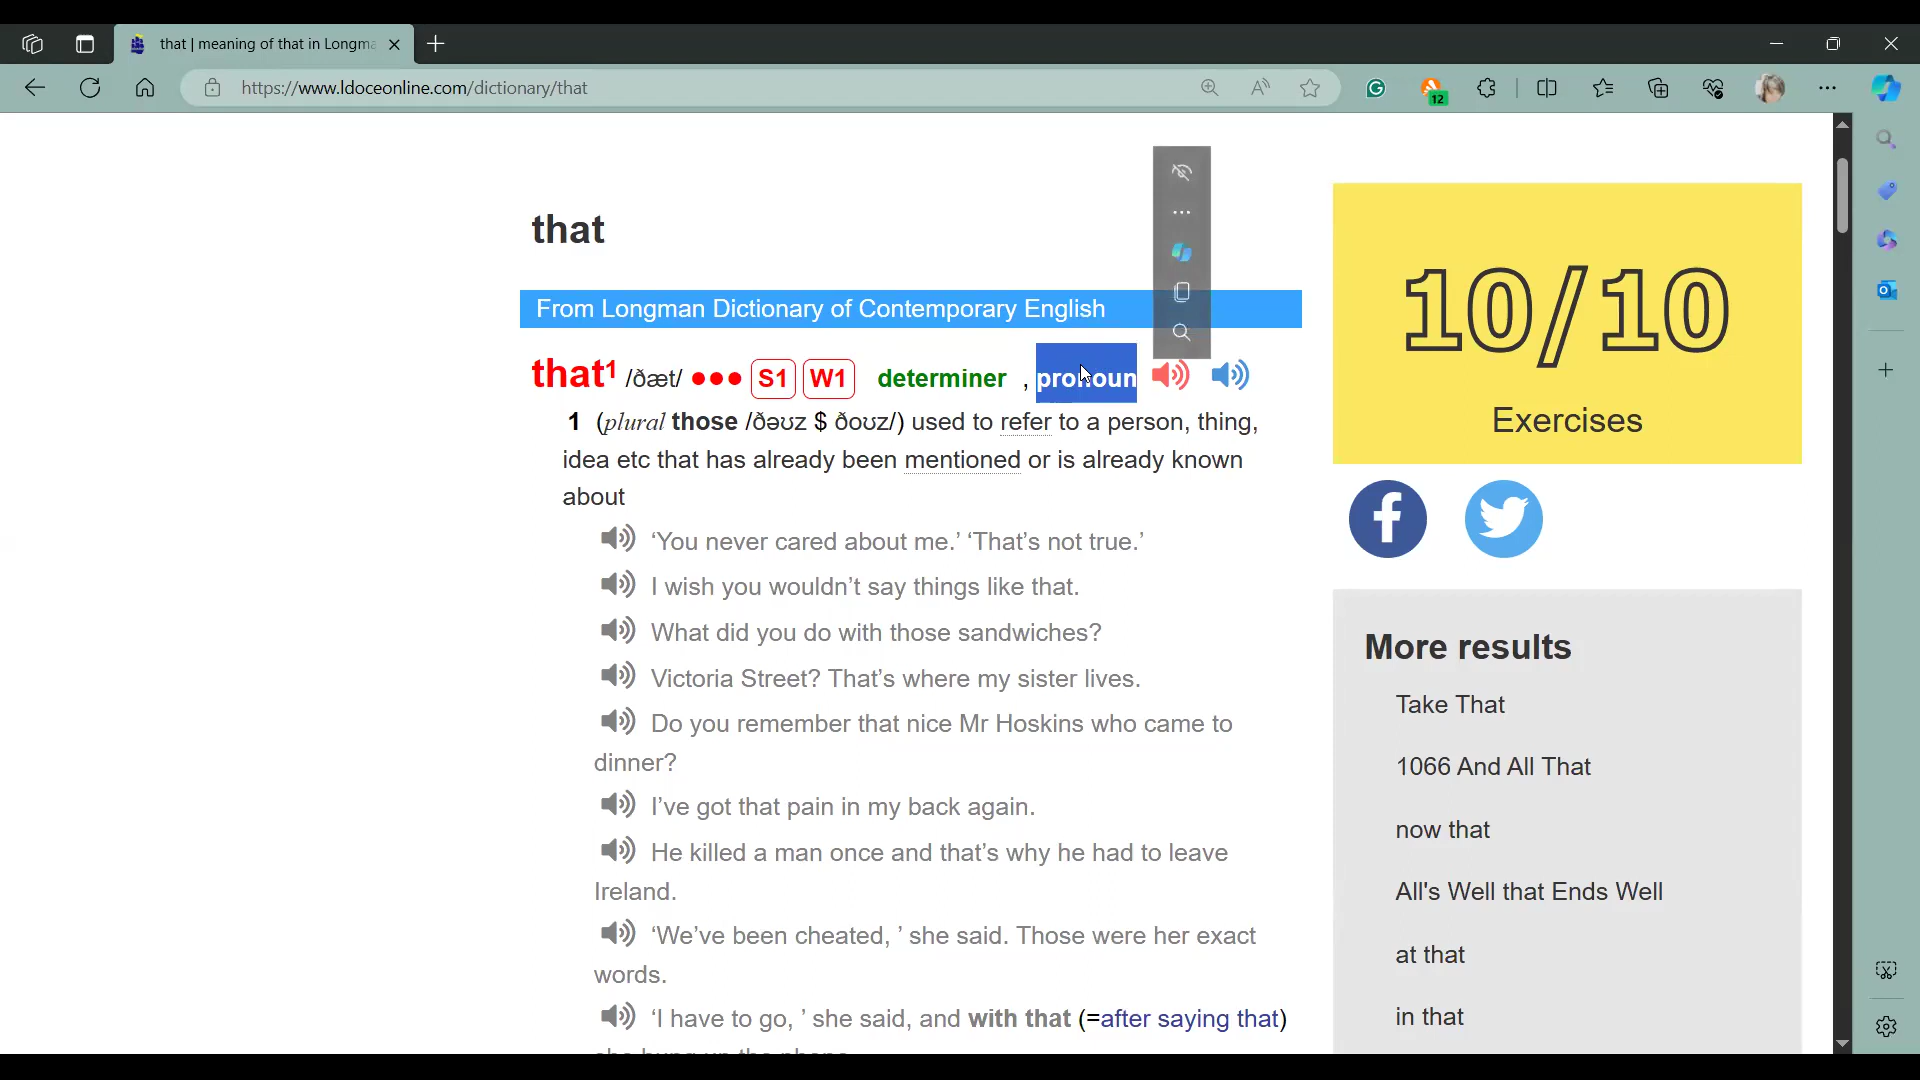 that | meaning of that in Longma
https://www.ldoceonline.com/dictionary/that
12
that
From Longman Dictionary of Contemporary English
that1 /ðæt/ ●●● S1 W1 determiner , pronoun
1 (plural those /ðəʊz $ ðoʊz/) used to refer to a person, thing,
idea etc that has already been mentioned or is already known
about
‘You never cared about me.’ ‘That’s not true.’
I wish you wouldn’t say things like that.
What did you do with those sandwiches?
Victoria Street? That’s where my sister lives.
Do you remember that nice Mr Hoskins who came to
dinner?
I’ve got that pain in my back again.
He killed a man once and that’s why he had to leave
Ireland.
‘We’ve been cheated, ’ she said. Those were her exact
words.
‘I have to go, ’ she said, and with that (=after saying that)
10/10
Exercises
More results
Take That
1066 And All That
now that
All's Well that Ends Well
at that
in that